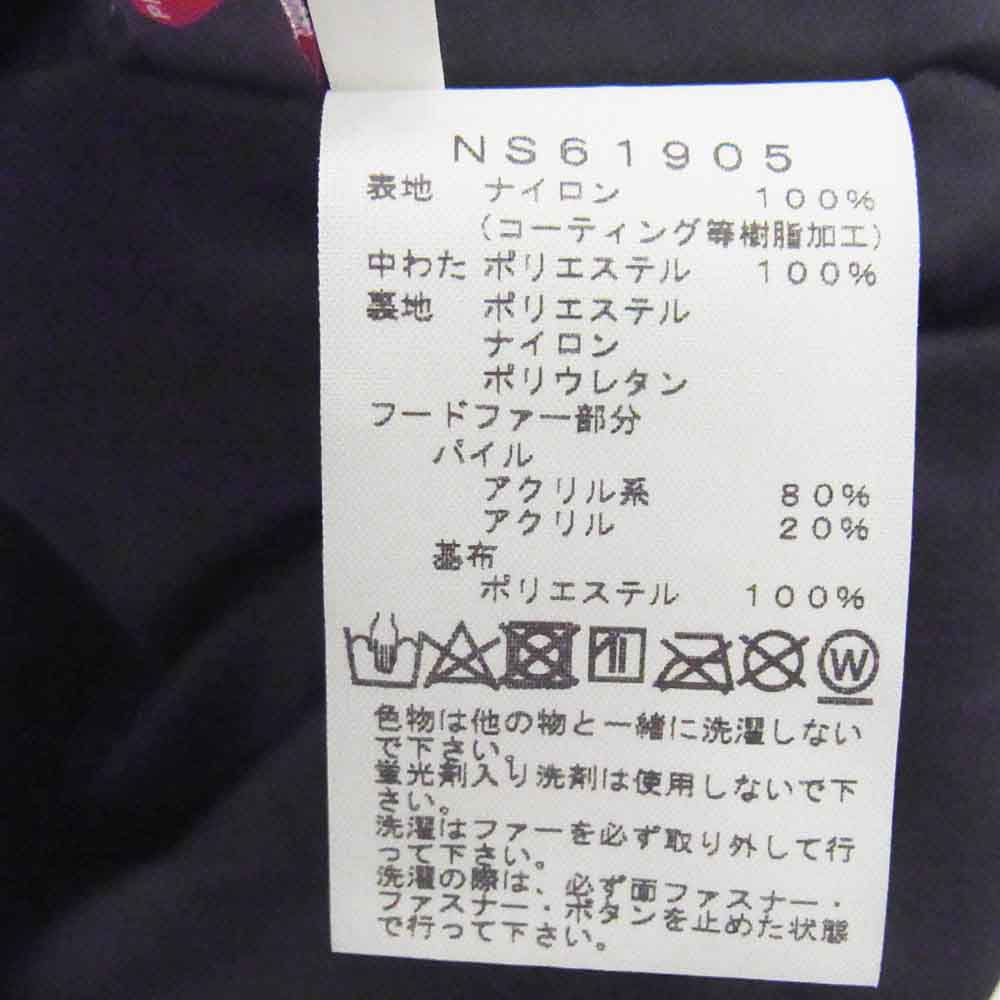 NS61905
表地 ナイロン 100%
(コーティング等樹脂加工)
中わた ポリエステル 100%
裏地 ポリエステル
ナイロン
ポリウレタン
フードファー部分
パイル
アクリル系 80%
アクリル 20%
基布
ポリエステル 100%
W
色物は他の物と一緒に洗濯しない
で下さい。
蛍光剤入り洗剤は使用しないで下
さい。
洗濯はファーを必ず取り外して行
って下さい。
洗濯の際は、必ず面ファスナー・
ファスナー・ボタンを止めた状態
で行って下さい。